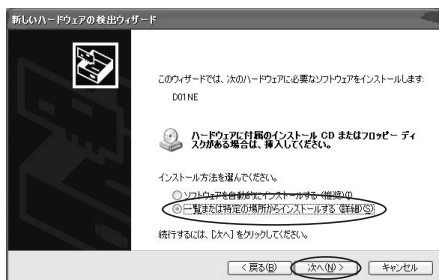 新しいハードウェアの検出ウィザード
このウィザードでは、次のハードウェアに必要なソフトウェアをインストールします:
D01NE
ハードウェアに付属のインストール CD またはフロッピー ディ
スクがある場合は、挿入してください。
インストール方法を選んでください。
ソフトウェアを自動的にインストールする (推奨)(I)
一覧または特定の場所からインストールする (詳細)(S)
続行するには、[次へ] をクリックしてください。
< 戻る(B)
次へ(N) >
キャンセル